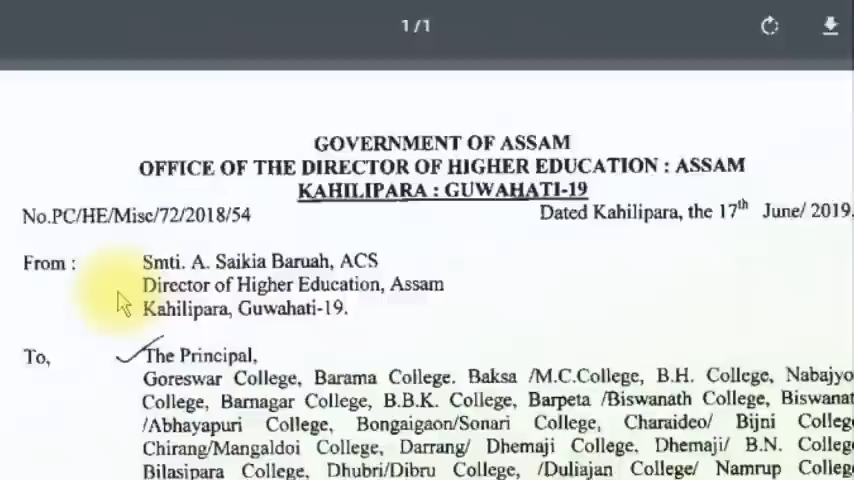 1/1
GOVERNMENT OF ASSAM
OFFICE OF THE DIRECTOR OF HIGHER EDUCATION : ASSAM
KAHILIPARA : GUWAHATI-19
No.PC/HE/Misc/72/2018/54 Dated Kahilipara, the 17th June/ 2019.
From : Smti. A. Saikia Baruah, ACS
Director of Higher Education, Assam
Kahilipara, Guwahati-19.
To, The Principal,
Goreswar College, Barama College. Baksa /M.C.College, B.H. College, Nabajyo
College, Barnagar College, B.B.K. College, Barpeta /Biswanath College, Biswanat
/Abhayapuri College, Bongaigaon/Sonari College, Charaideo/ Bijni College
Chirang/Mangaldoi College, Darrang/ Dhemaji College, Dhemaji/ B.N. College
Bilasipara College, Dhubri/Dibru College, /Duliajan College/ Namrup College